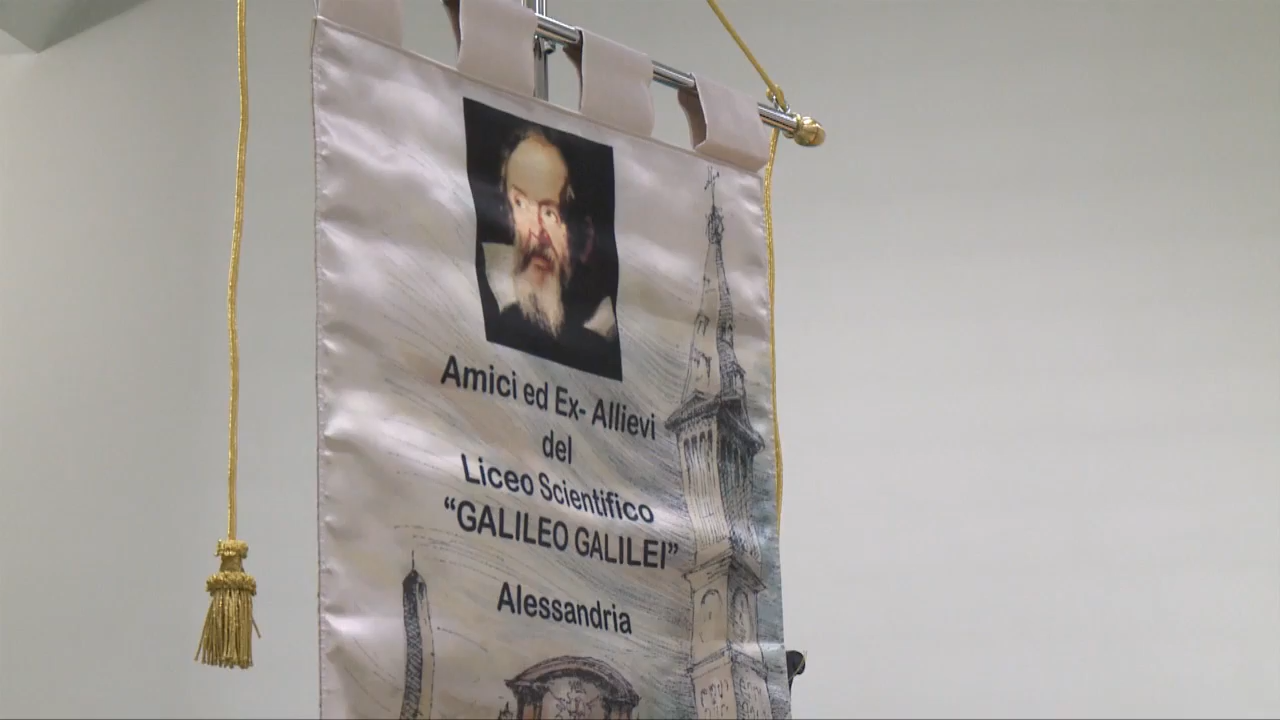 Amici ed Ex- Allievi
del
Liceo Scientifico
“GALILEO GALILEI”
Alessandria